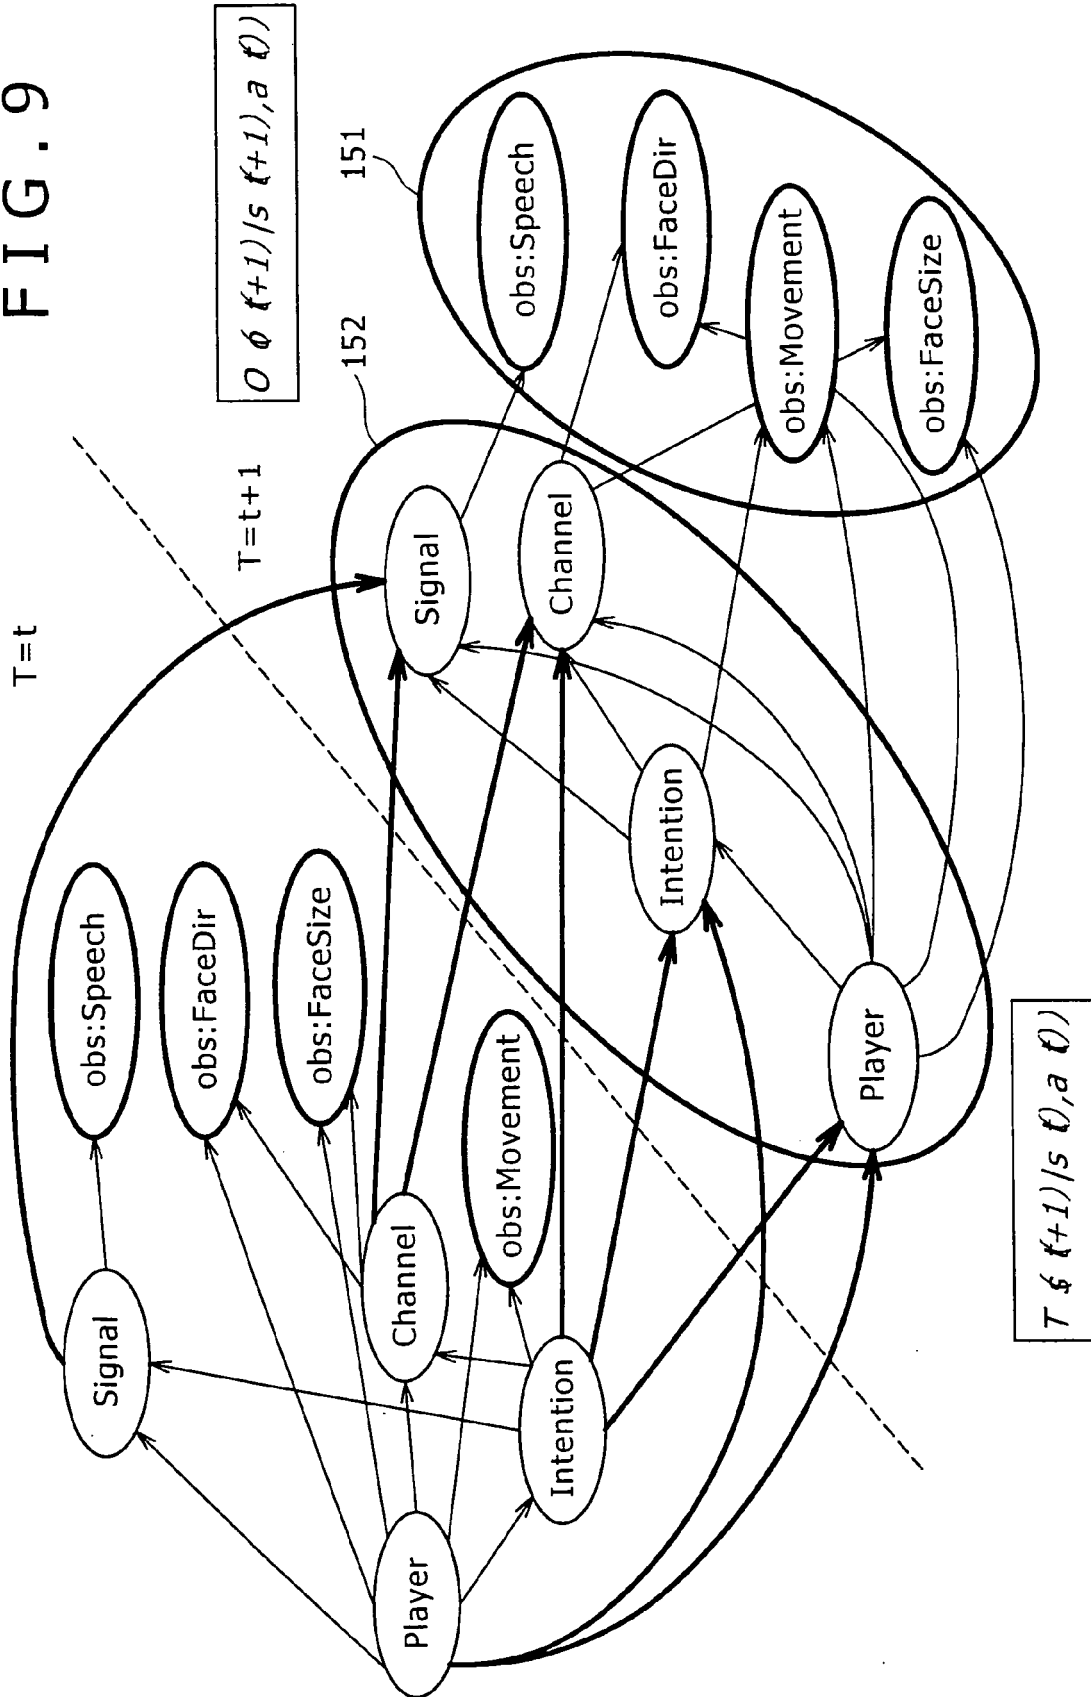 FIG.9
T=t
T=t+1
O (o (t+1)|s (t+1),a (t))
152
151
Signal
obs:Speech
obs:FaceDir
obs:FaceSize
Channel
obs:Movement
Player
Intention
Signal
Channel
Intention
Player
obs:Speech
obs:FaceDir
obs:Movement
obs:FaceSize
T (s (t+1)|s (t),a (t))